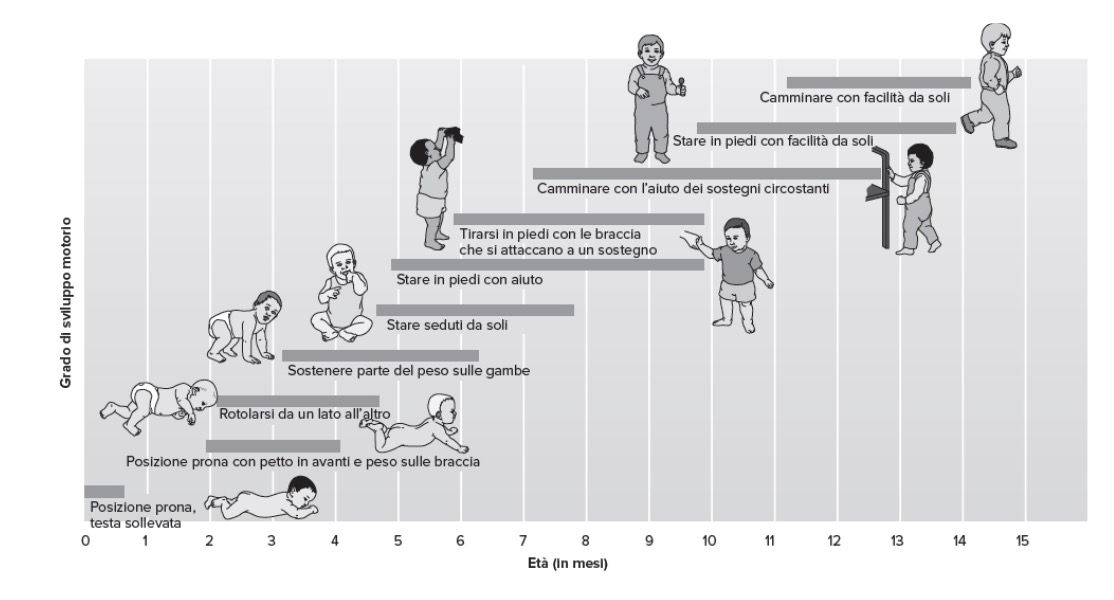 Camminare con facilità da soli
Stare in piedi con facilità da soli
Camminare con l'aiuto dei sostegni circostanti
Tirarsi in piedi con le braccia
che si attaccano a un sostegno
Stare in piedi con aiuto
Stare seduti da soli
Sostenere parte del peso sulle gambe
Rotolarsi da un lato all'altro
Posizione prona con petto in avanti e peso sulle braccia
Posizione prona,
testa sollevata
Grado di sviluppo motorio
0 1 2 3 4 5 6 7 8 9 10 11 12 13 14 15
Età (in mesi)